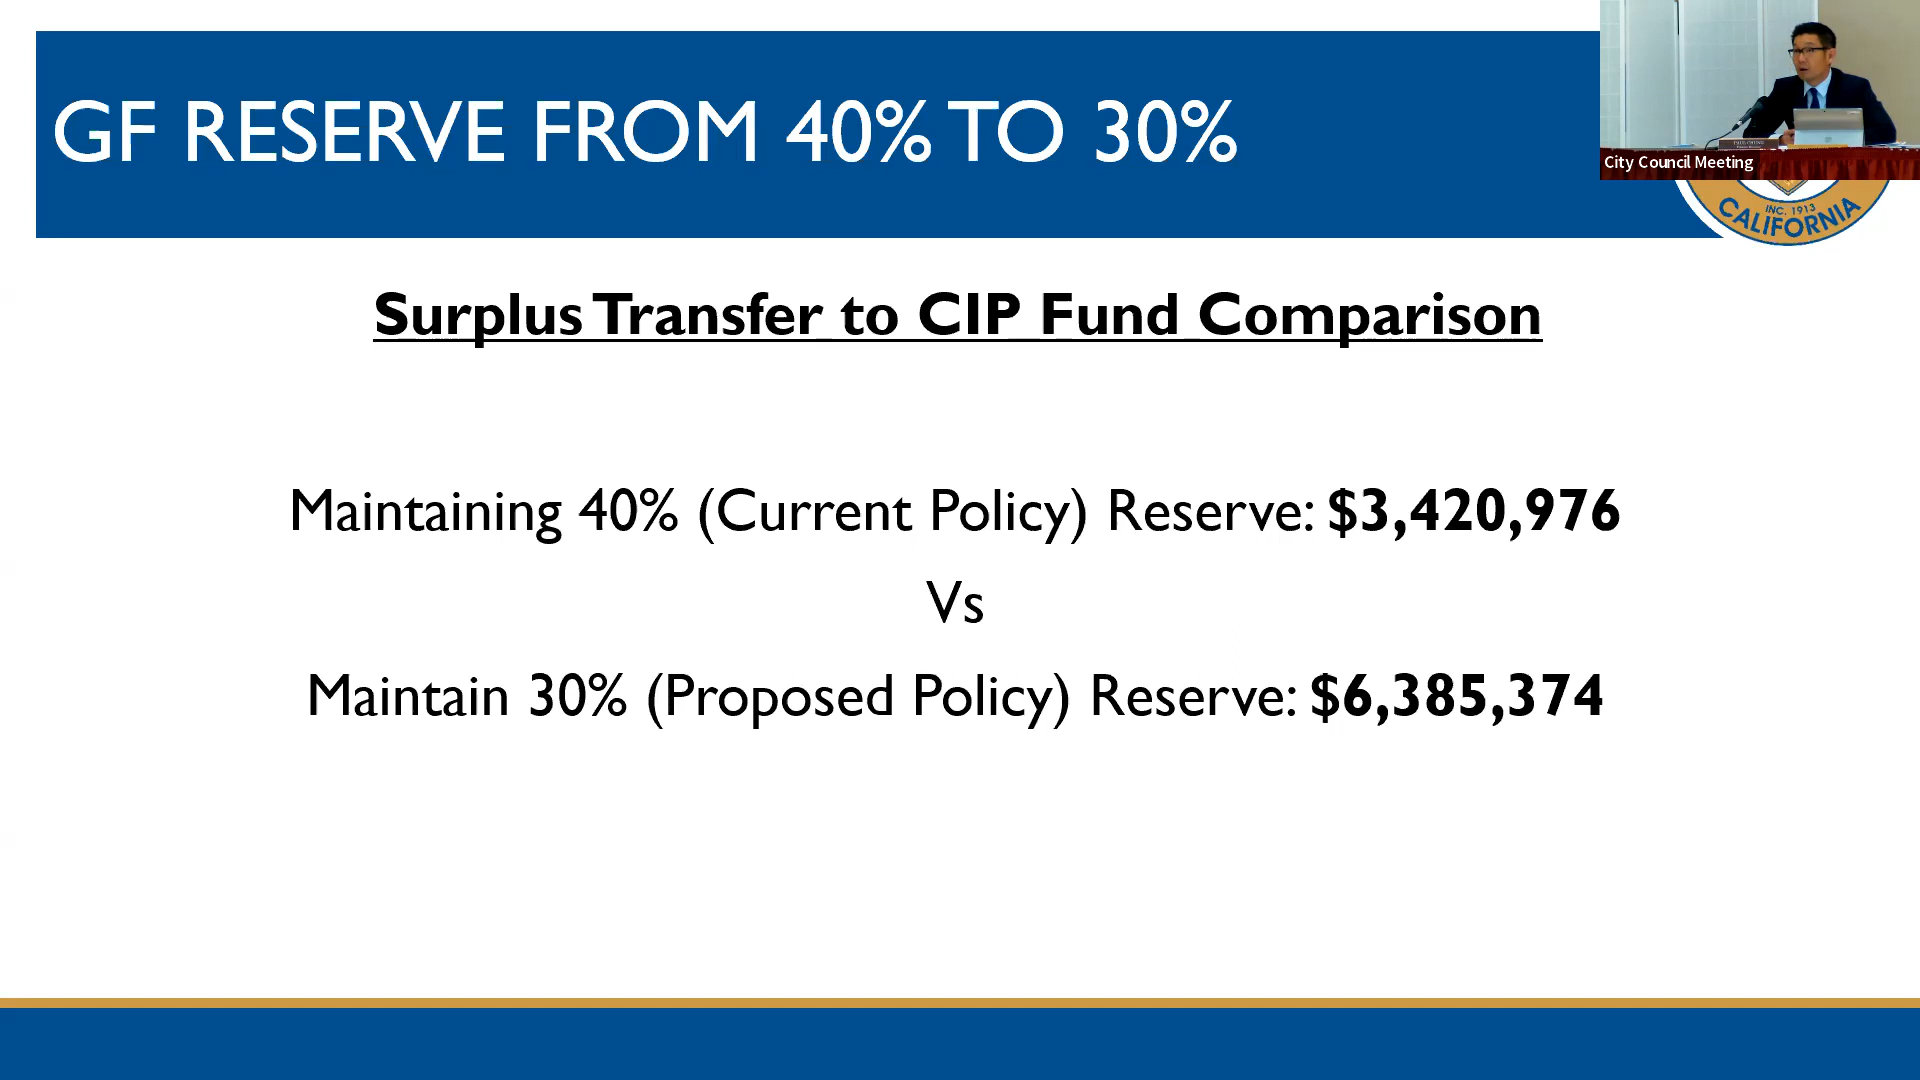 GF RESERVE FROM 40% TO 30%
City Council Meeting
INC. 1913
CALIFORNIA
Surplus Transfer to CIP Fund Comparison
Maintaining 40% (Current Policy) Reserve: $3,420,976
Vs
Maintain 30% (Proposed Policy) Reserve: $6,385,374